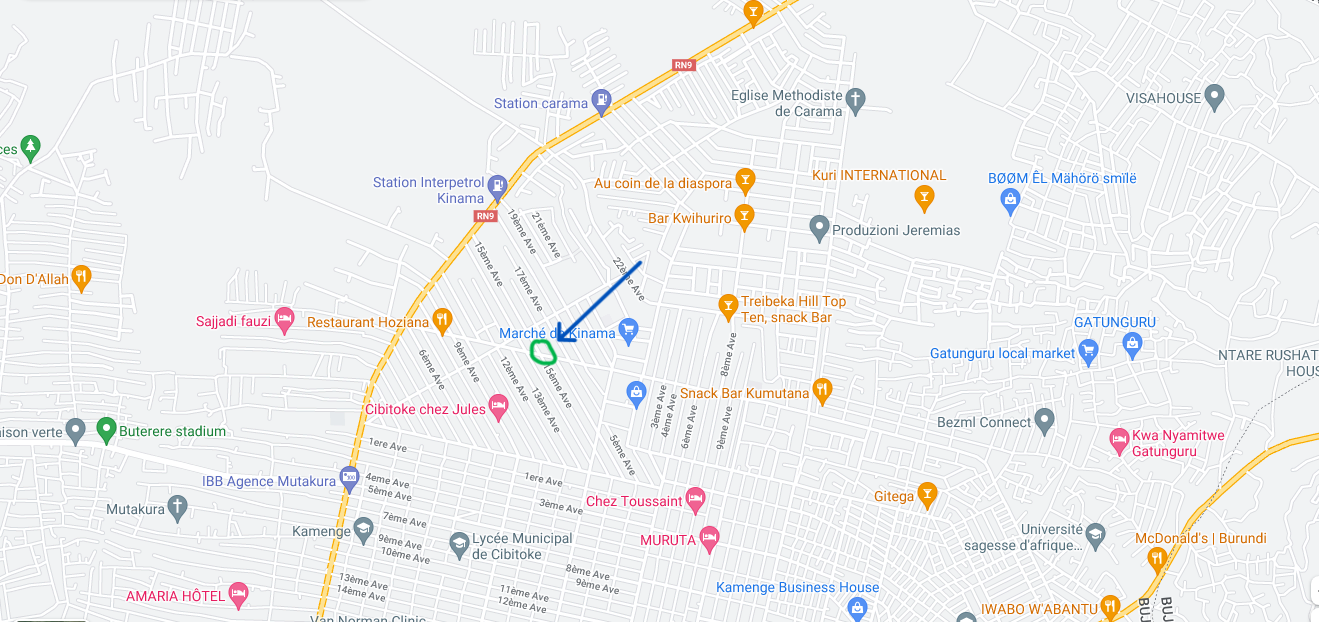 RN9
Station carama
Eglise Methodiste
de Carama
VISAHOUSE
ces
Station Interpetrol
Kinama
Au coin de la diaspora
Kuri INTERNATIONAL
BØØM ÊL Mähörö smïlë
RN9
19ème Ave
21ème Ave
Bar Kwihuriro
Produzioni Jeremias
15ème Ave
17ème Ave
22ème Ave
Don D'Allah
Sajjadi fauzi
Restaurant Hoziana
Treibeka Hill Top
Ten, snack Bar
Marché de Kinama
GATUNGURU
Gatunguru local market
NTARE RUSHAT
HOUS
6ème Ave
9ème Ave
12ème Ave
13ème Ave
15ème Ave
8ème Ave
3ème Ave
4ème Ave
6ème Ave
9ème Ave
Snack Bar Kumutana
Cibitoke chez Jules
Bezml Connect
aison verte
Buterere stadium
Kwa Nyamitwe
Gatunguru
1ere Ave
5ème Ave
IBB Agence Mutakura
4eme Ave
5ème Ave
1ere Ave
3ème Ave
Chez Toussaint
Gitega
Mutakura
7ème Ave
Kamenge
9ème Ave
10ème Ave
Lycée Municipal
de Cibitoke
MURUTA
Université
sagesse d'afrique...
McDonald's | Burundi
8ème Ave
9ème Ave
13ème Ave
14ème Ave
11ème Ave
12ème Ave
Kamenge Business House
AMARIA HÔTEL
IWABO W'ABANTU
BUJ
BUJ
Van Norman Clinic